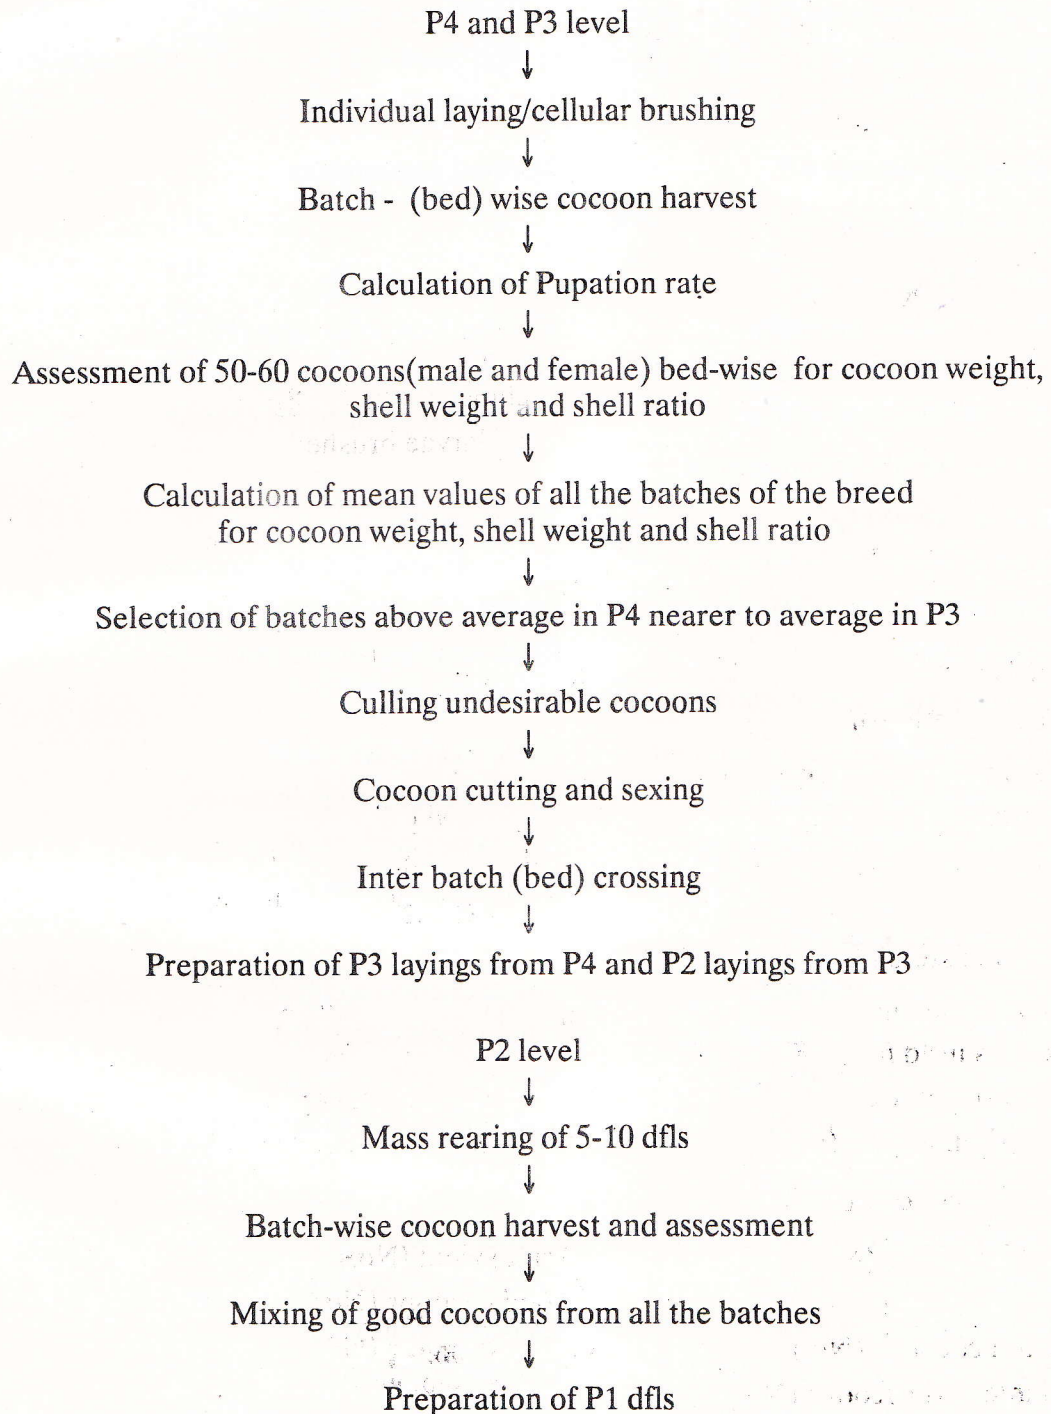 P4 and P3 level
↓
Individual laying/cellular brushing
↓
Batch - (bed) wise cocoon harvest
↓
Calculation of Pupation rate
↓
Assessment of 50-60 cocoons(male and female) bed-wise for cocoon weight,
shell weight and shell ratio
↓
Calculation of mean values of all the batches of the breed
for cocoon weight, shell weight and shell ratio
↓
Selection of batches above average in P4 nearer to average in P3
↓
Culling undesirable cocoons
↓
Cocoon cutting and sexing
↓
Inter batch (bed) crossing
↓
Preparation of P3 layings from P4 and P2 layings from P3
P2 level
↓
Mass rearing of 5-10 dfls
↓
Batch-wise cocoon harvest and assessment
↓
Mixing of good cocoons from all the batches
↓
Preparation of P1 dfls